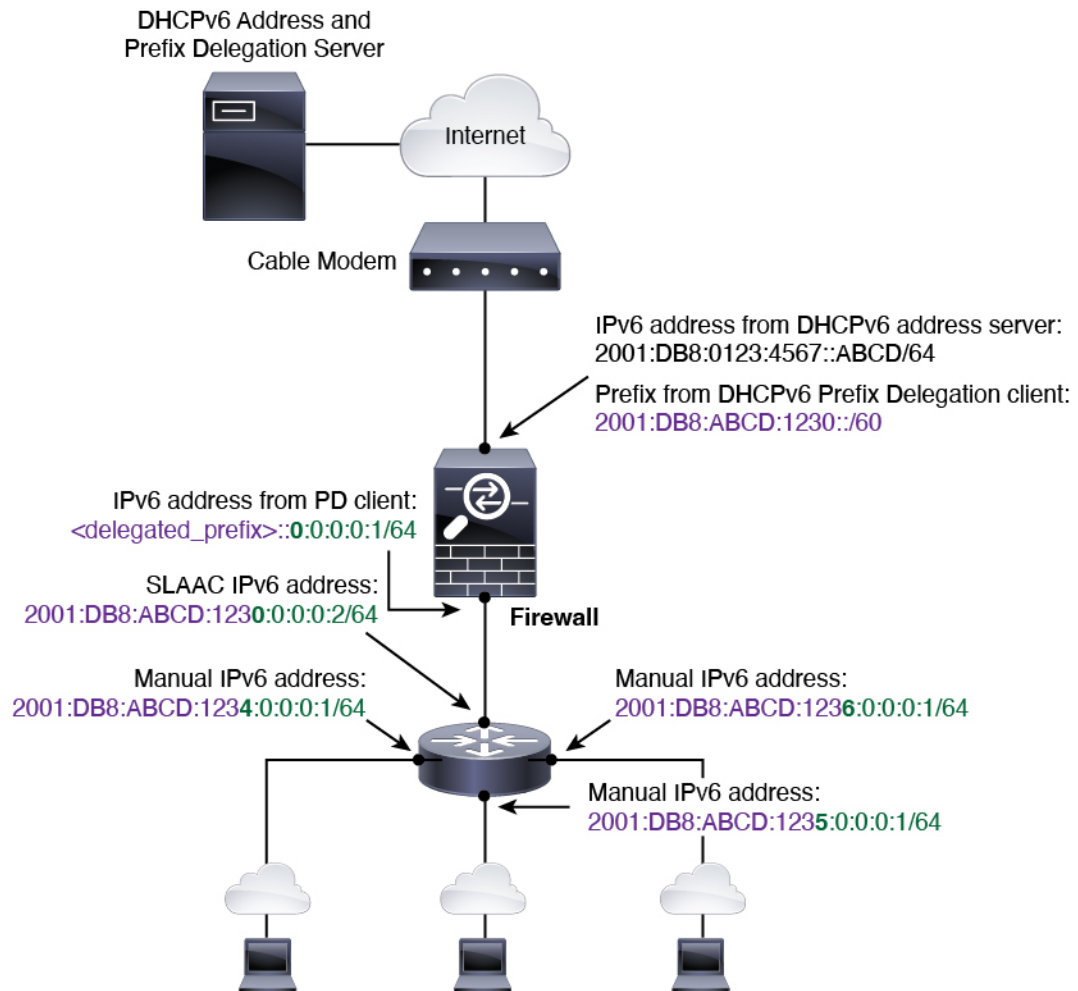 DHCPv6 Address and
Prefix Delegation Server
Internet
Cable Modem
IPv6 address from DHCPv6 address server:
2001:DB8:0123:4567::ABCD/64
Prefix from DHCPv6 Prefix Delegation client:
2001:DB8:ABCD:1230::/60
IPv6 address from PD client:
<delegated_prefix>::0:0:0:0:1/64
SLAAC IPv6 address:
2001:DB8:ABCD:1230:0:0:0:2/64
Firewall
Manual IPv6 address:
2001:DB8:ABCD:1234:0:0:0:1/64
Manual IPv6 address:
2001:DB8:ABCD:1236:0:0:0:1/64
Manual IPv6 address:
2001:DB8:ABCD:1235:0:0:0:1/64